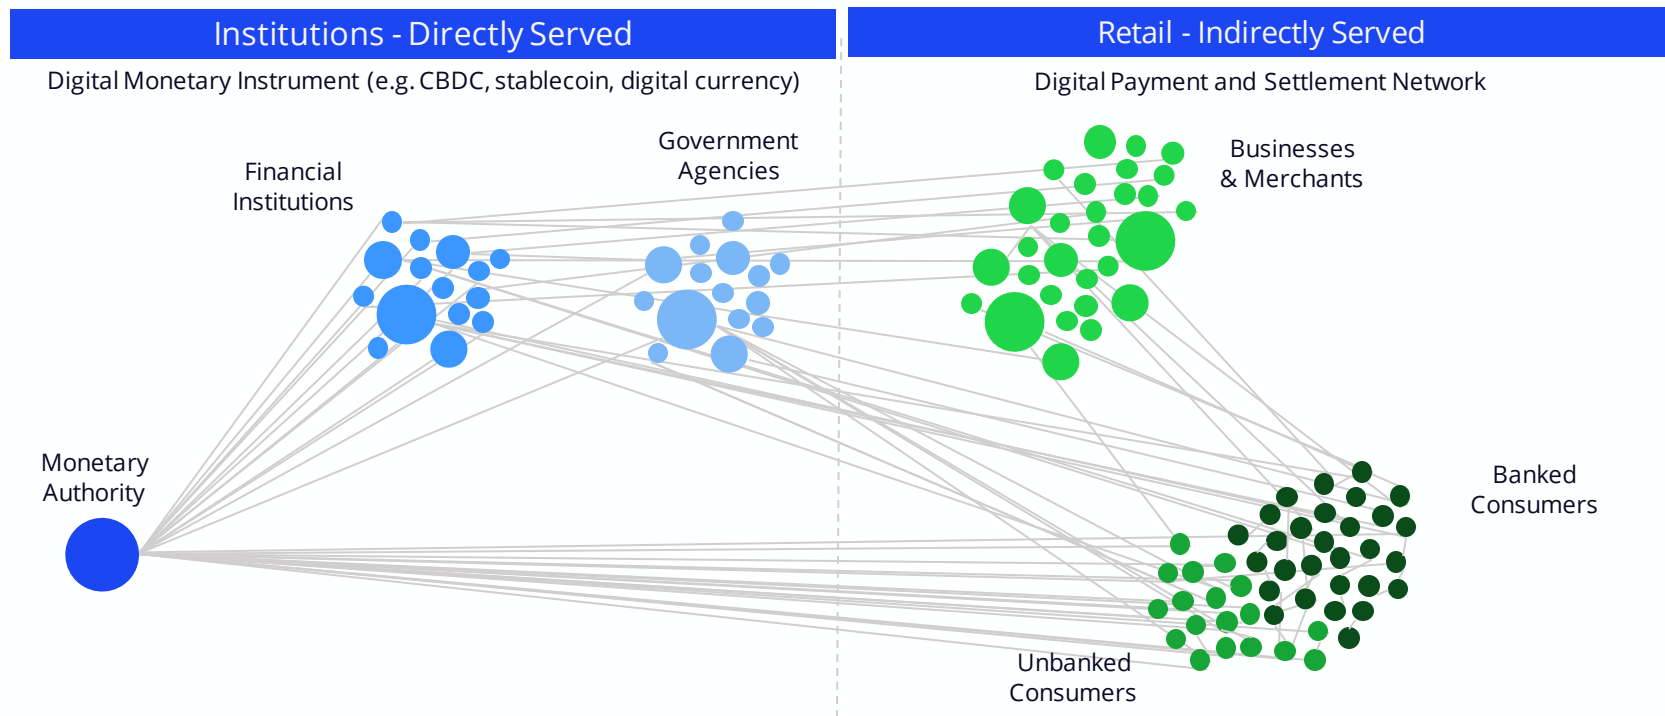 Institutions - Directly Served
Retail - Indirectly Served
Digital Monetary Instrument (e.g. CBDC, stablecoin, digital currency)
Digital Payment and Settlement Network
Financial
Institutions
Government
Agencies
Businesses
& Merchants
Monetary
Authority
Banked
Consumers
Unbanked
Consumers